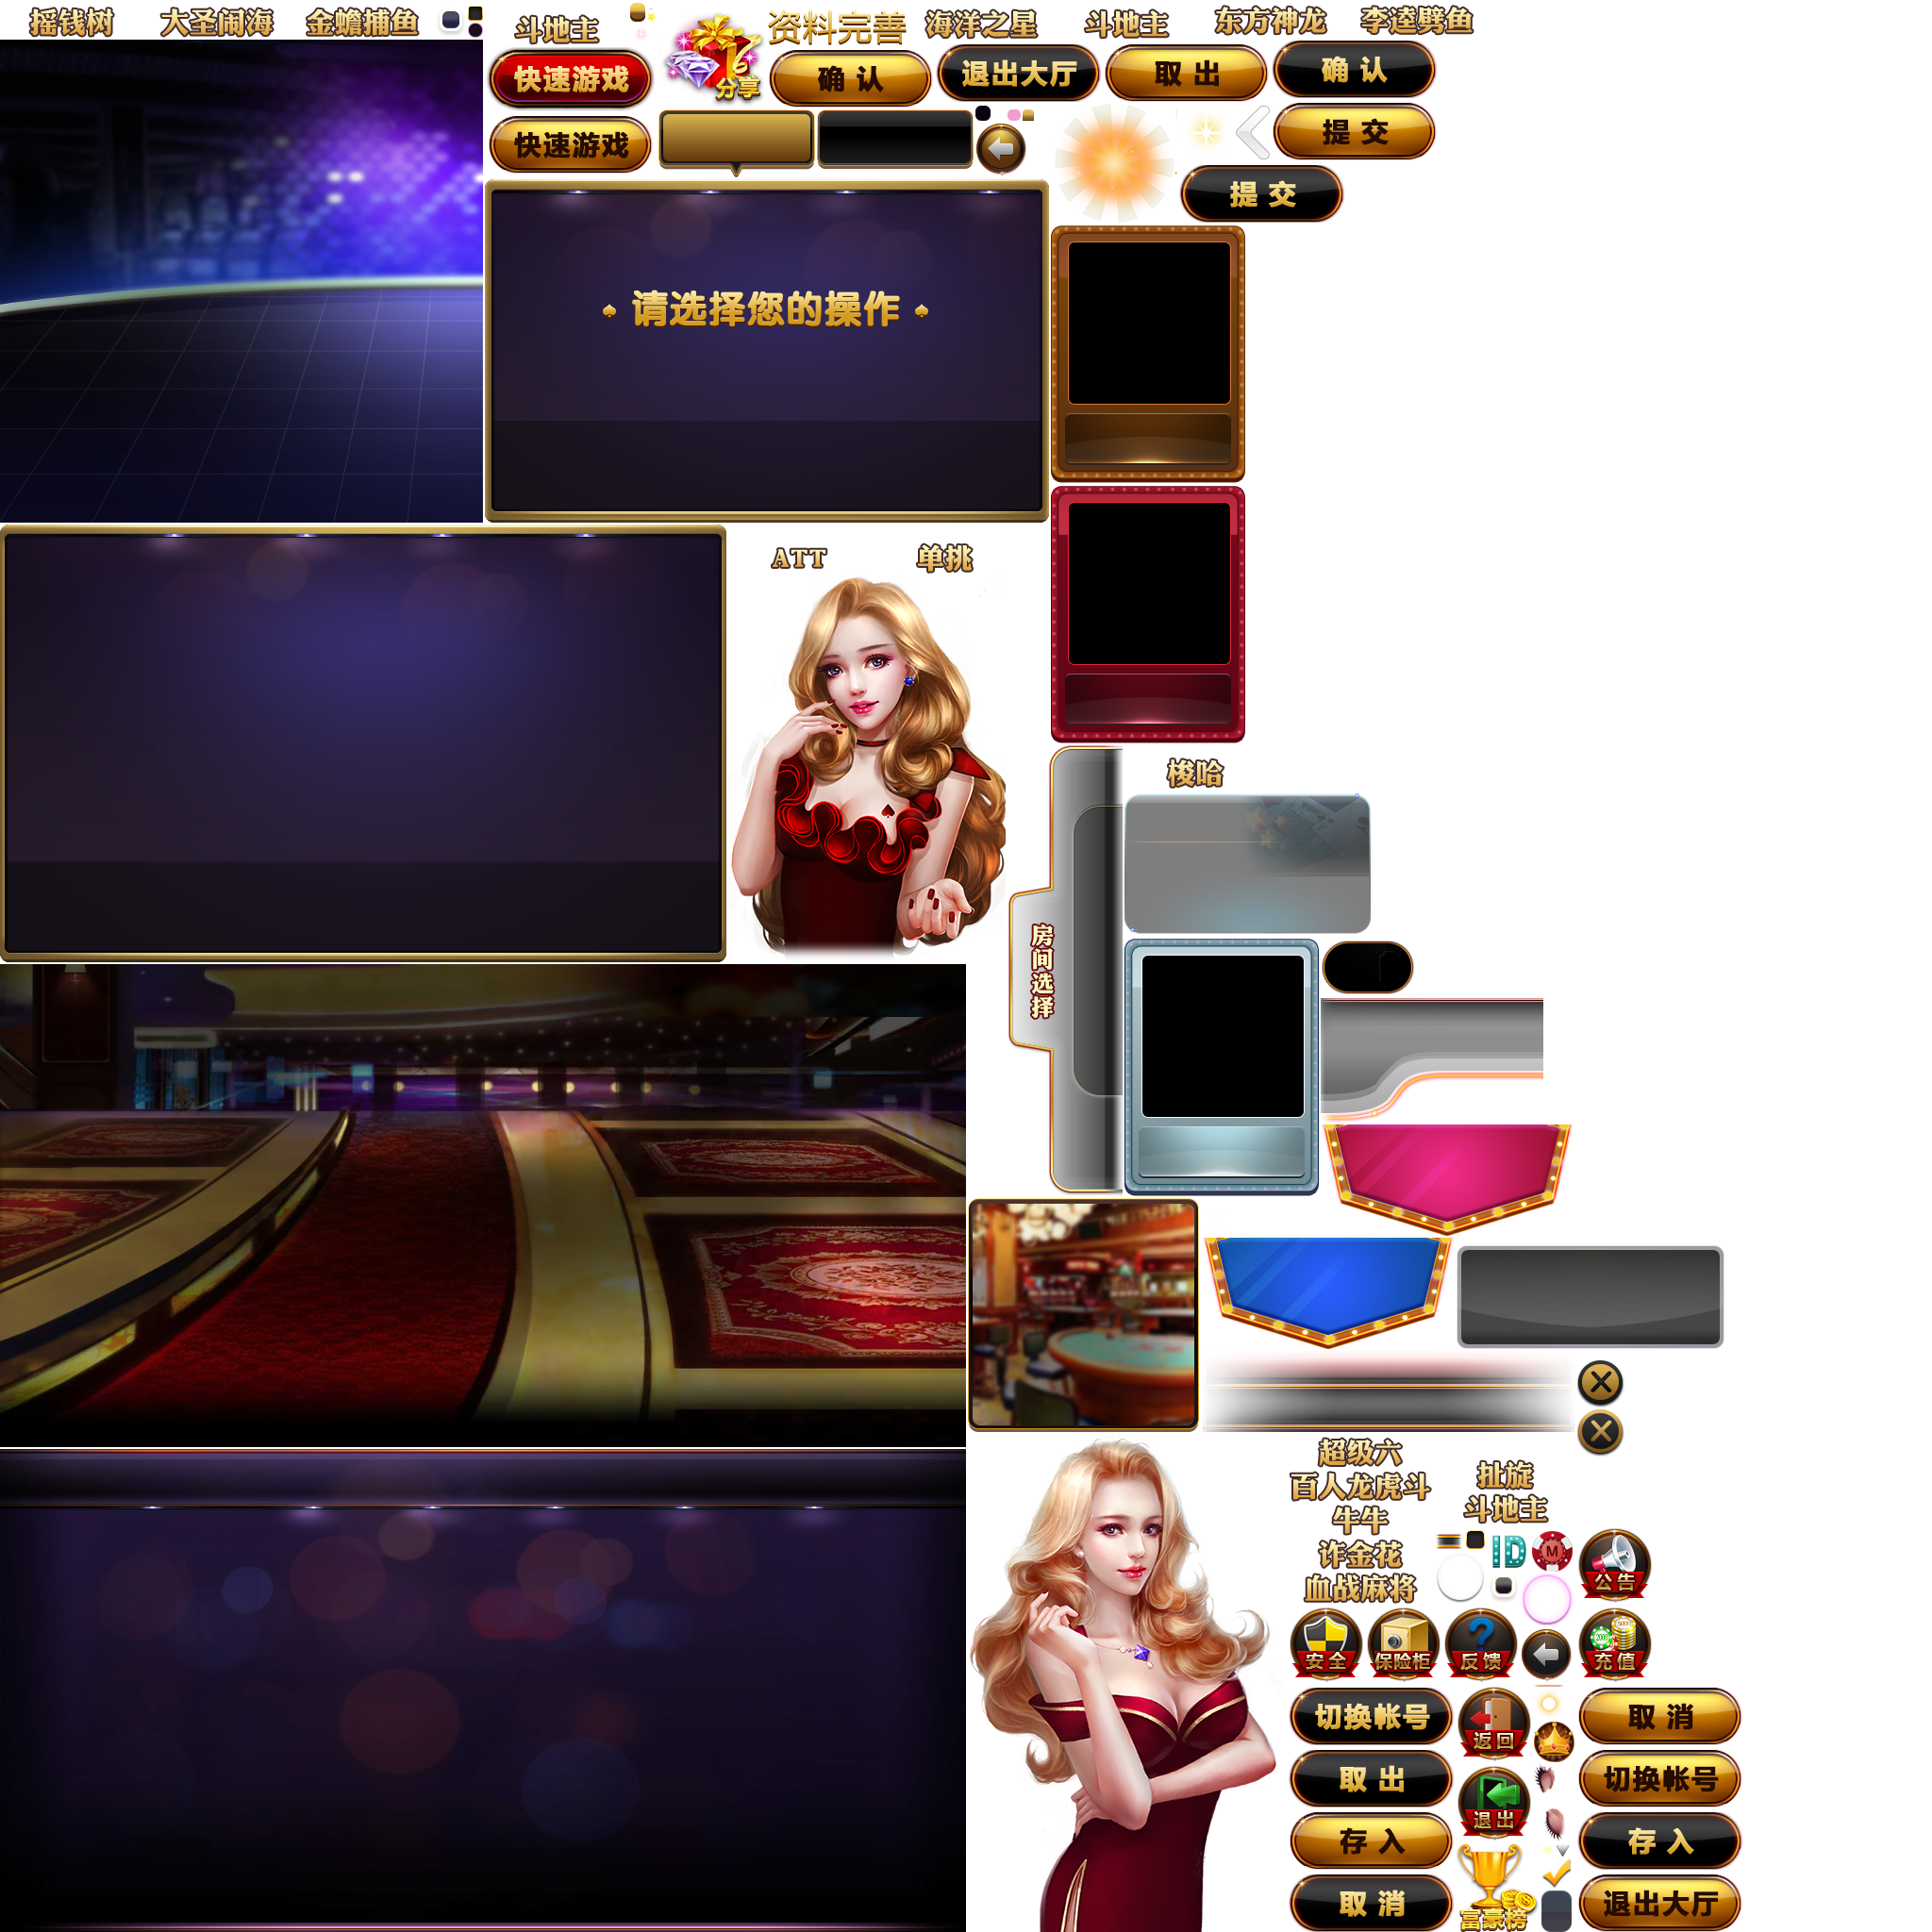 摇钱树
大圣闹海
金蟾捕鱼
斗地主
分享
资料完善
海洋之星
斗地主
东方神龙
李逵劈鱼
快速游戏
确认
退出大厅
取出
确认
快速游戏
提交
提交
请选择您的操作
ATT
单挑
梭哈
房间选择
超级六
百人龙虎斗
牛牛
诈金花
血战麻将
扯旋
斗地主
ID
M
公告
安全
保险柜
反馈
充值
切换帐号
返回
取消
取出
切换帐号
退出
存入
存入
取消
富豪榜
退出大厅